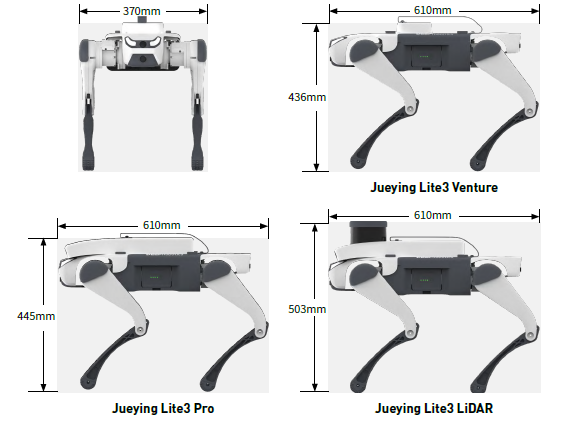 370mm
610mm
436mm
Jueying Lite3 Venture
610mm
610mm
445mm
503mm
Jueying Lite3 Pro
Jueying Lite3 LiDAR